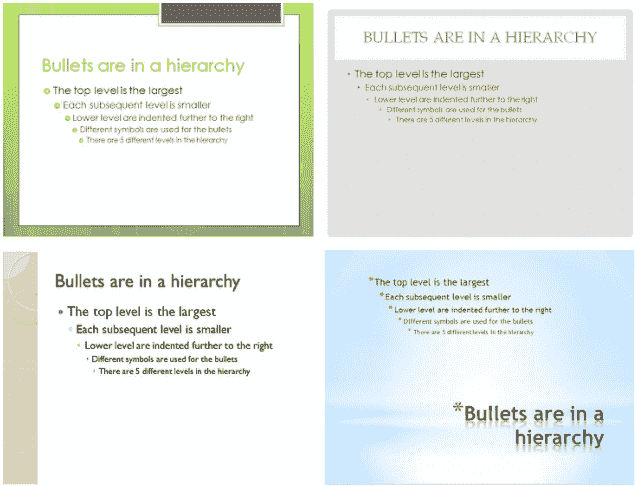 Bullets are in a hierarchy
The top level is the largest
Each subsequent level is smaller
Lower level are indented further to the right
Different symbols are used for the bullets
There are 5 different levels in the hierarchy
BULLETS ARE IN A HIERARCHY
• The top level is the largest
• Each subsequent level is smaller
• Lower level are indented further to the right
• Different symbols are used for the bullets
• There are 5 different levels in the hierarchy
Bullets are in a hierarchy
• The top level is the largest
Each subsequent level is smaller
• Lower level are indented further to the right
• Different symbols are used for the bullets
• There are 5 different levels in the hierarchy
*The top level is the largest
*Each subsequent level is smaller
*Lower level are indented further to the right
*Different symbols are used for the bullets
*There are 5 different levels in the hierarchy
*Bullets are in a
hierarchy